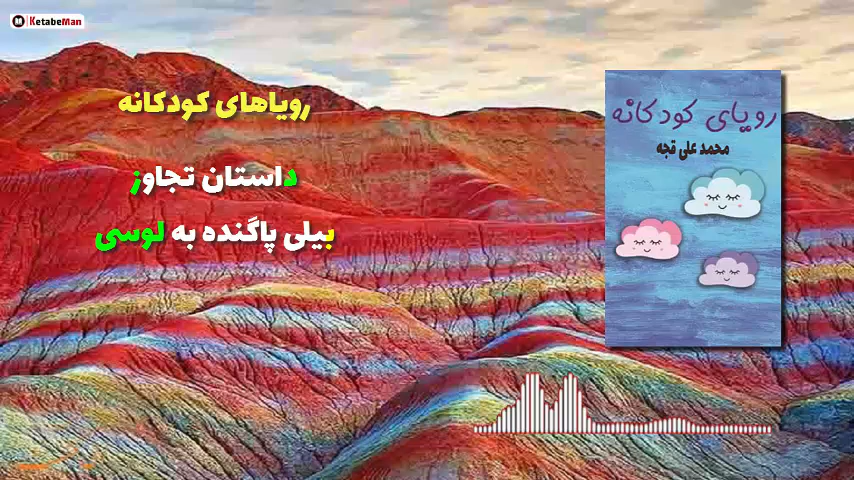 KetabeMan
رویاهای کودکانه
داستان تجاوز
بیلی پاگنده به لوسی
رویای کودکانه
محمد علی قجه